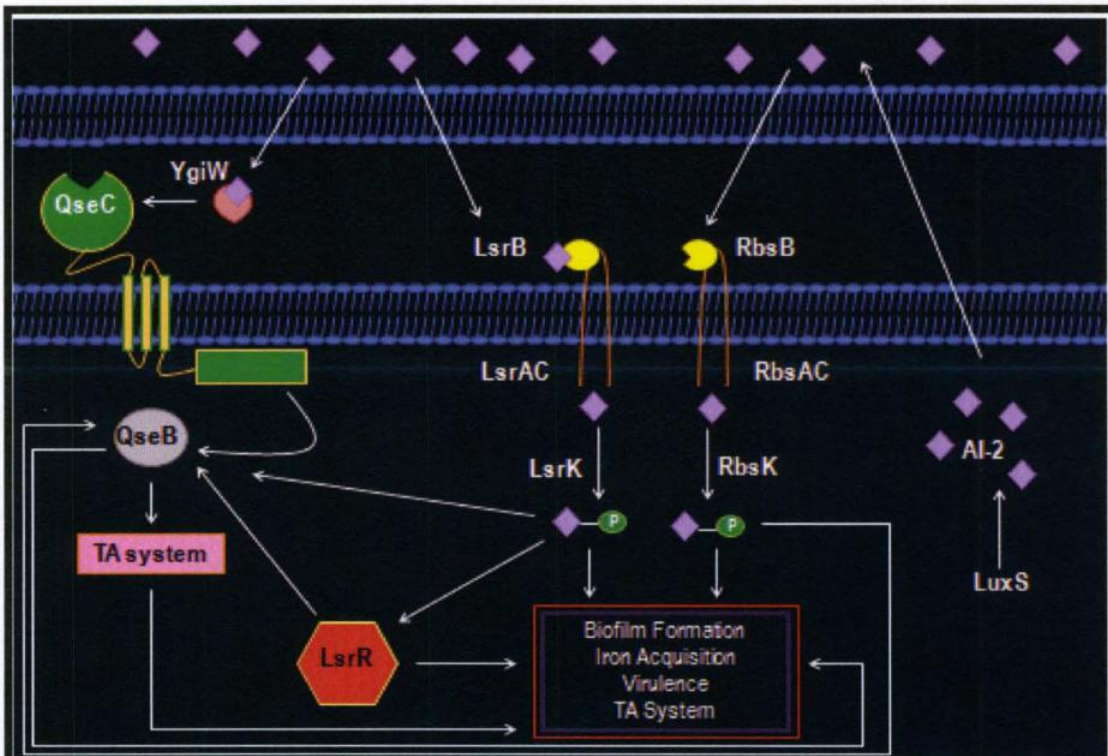 YgiW
QseC
LsrB
RbsB
LsrAC
RbsAC
QseB
AI-2
LsrK
RbsK
P
P
TA system
LuxS
LsrR
Biofilm Formation
Iron Acquisition
Virulence
TA System